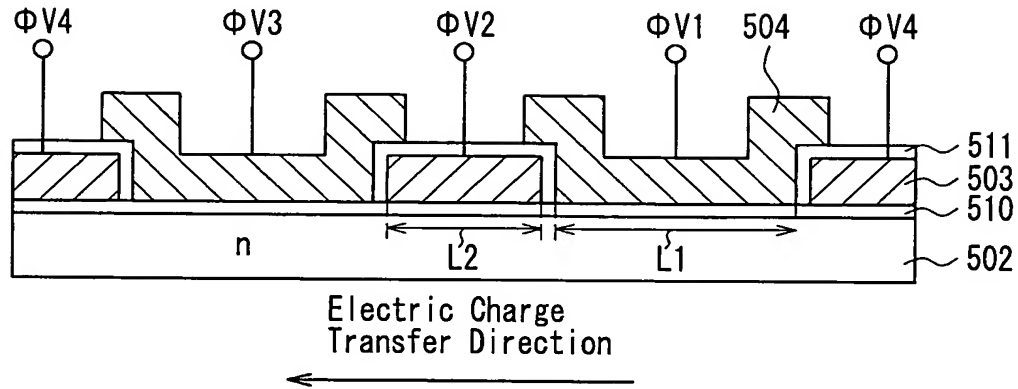 ΦV4 ΦV3 ΦV2 ΦV1 504 ΦV4
511
503
510
n L2 L1 502
Electric Charge
Transfer Direction